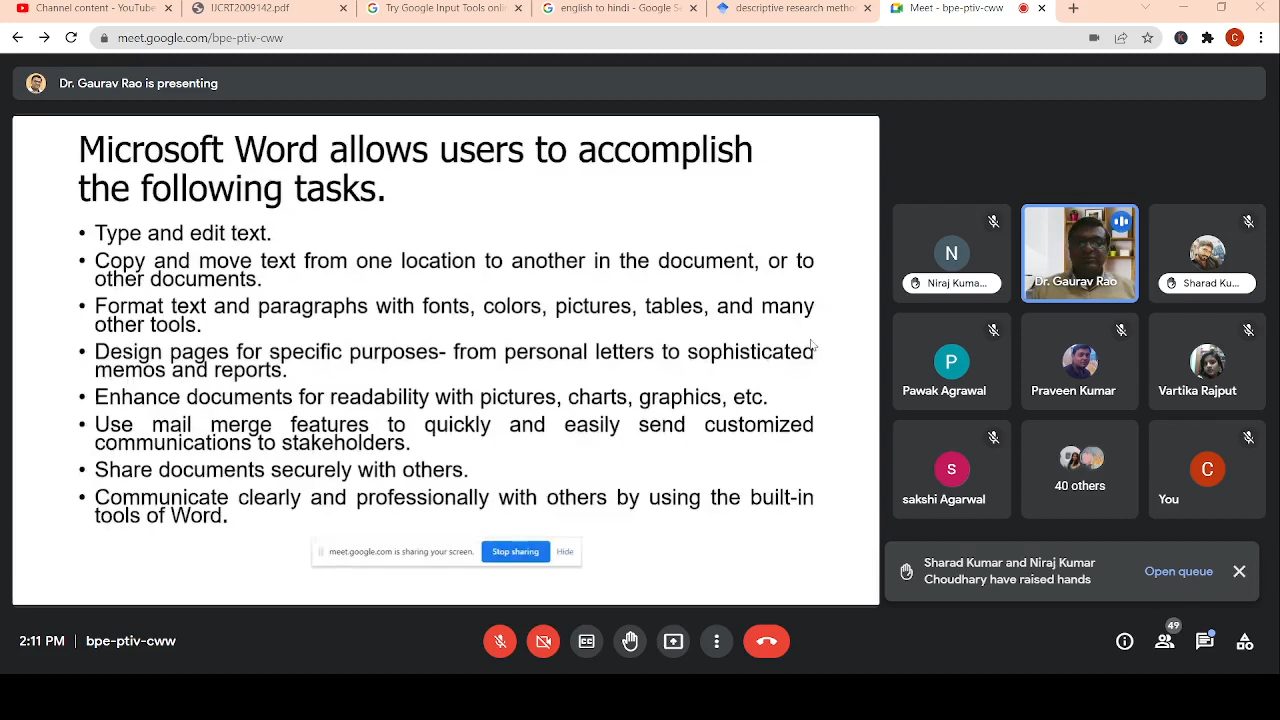 Channel content - YouTube
IJCRT2009142.pdf
Try Google Input Tools onlin
english to hindi - Google Se
descriptive research metho
Meet - bpe-ptiv-cww
meet.google.com/bpe-ptiv-cww
K
C
Dr. Gaurav Rao is presenting
Microsoft Word allows users to accomplish
the following tasks.
• Type and edit text.
• Copy and move text from one location to another in the document, or to
other documents.
• Format text and paragraphs with fonts, colors, pictures, tables, and many
other tools.
• Design pages for specific purposes- from personal letters to sophisticated
memos and reports.
• Enhance documents for readability with pictures, charts, graphics, etc.
• Use mail merge features to quickly and easily send customized
communications to stakeholders.
• Share documents securely with others.
• Communicate clearly and professionally with others by using the built-in
tools of Word.
meet.google.com is sharing your screen.
Stop sharing
Hide
N
Niraj Kuma...
Dr. Gaurav Rao
Sharad Ku...
P
Pawak Agrawal
Praveen Kumar
Vartika Rajput
s
sakshi Agarwal
40 others
C
You
Sharad Kumar and Niraj Kumar
Choudhary have raised hands
Open queue
2:11 PM
bpe-ptiv-cww
CC
49